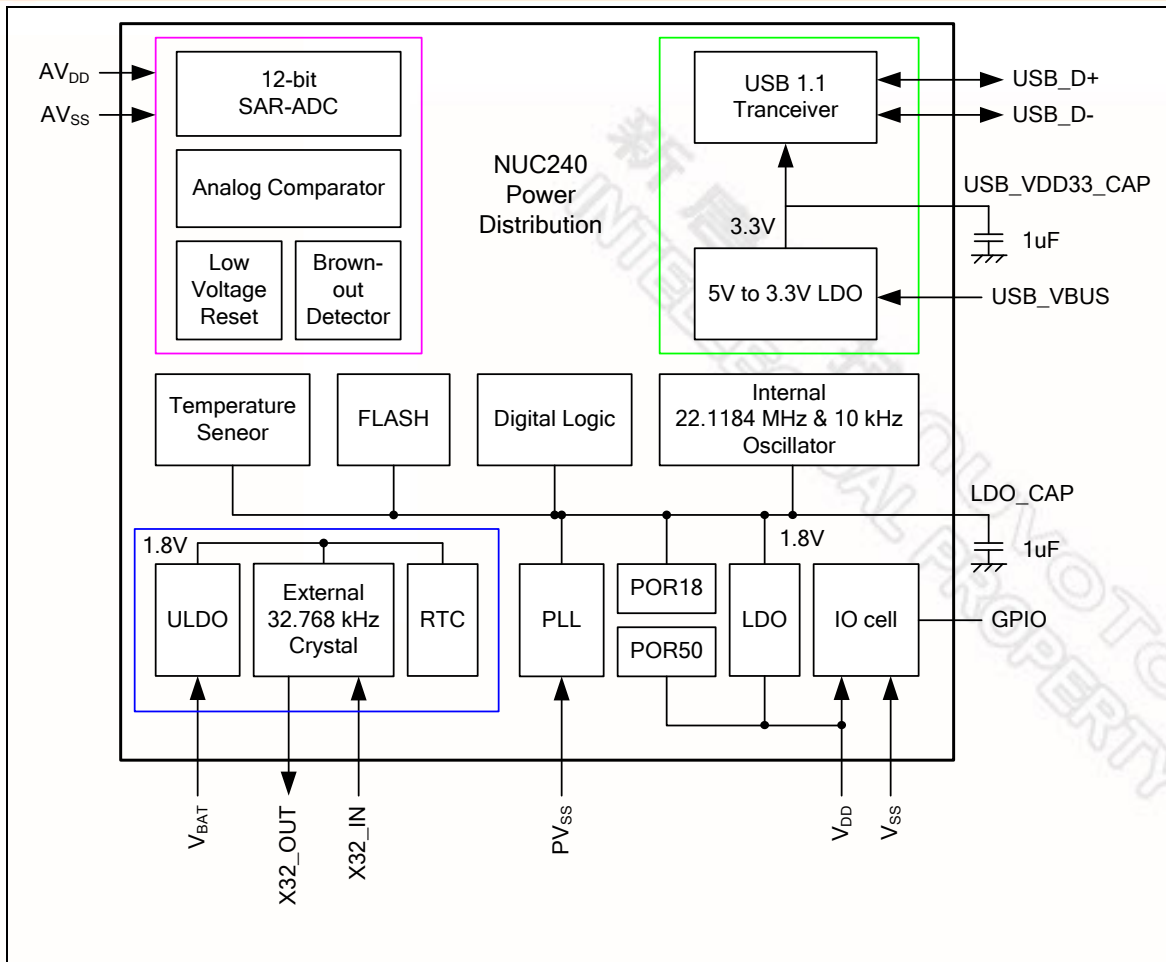 AVDD
AVSS
12-bit
SAR-ADC
Analog Comparator
Low
Voltage
Reset
Brown-
out
Detector
NUC240
Power
Distribution
USB 1.1
Tranceiver
USB_D+
USB_D-
USB_VDD33_CAP
3.3V
1uF
5V to 3.3V LDO
USB_VBUS
Temperature
Seneor
FLASH
Digital Logic
Internal
22.1184 MHz & 10 kHz
Oscillator
LDO_CAP
1uF
1.8V
ULDO
External
32.768 kHz
Crystal
RTC
PLL
POR18
POR50
1.8V
LDO
IO cell
GPIO
VBAT
X32_OUT
X32_IN
PVSS
VDD
VSS
NUVOTON
PROPERTY